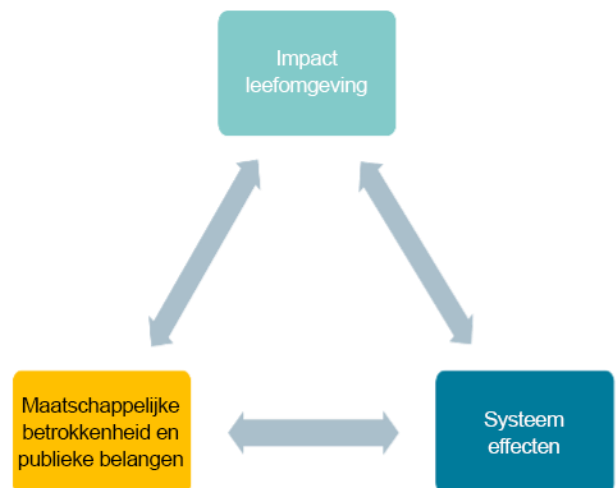 Impact
leefomgeving
Maatschappelijke
betrokkenheid en
publieke belangen
Systeem
effecten